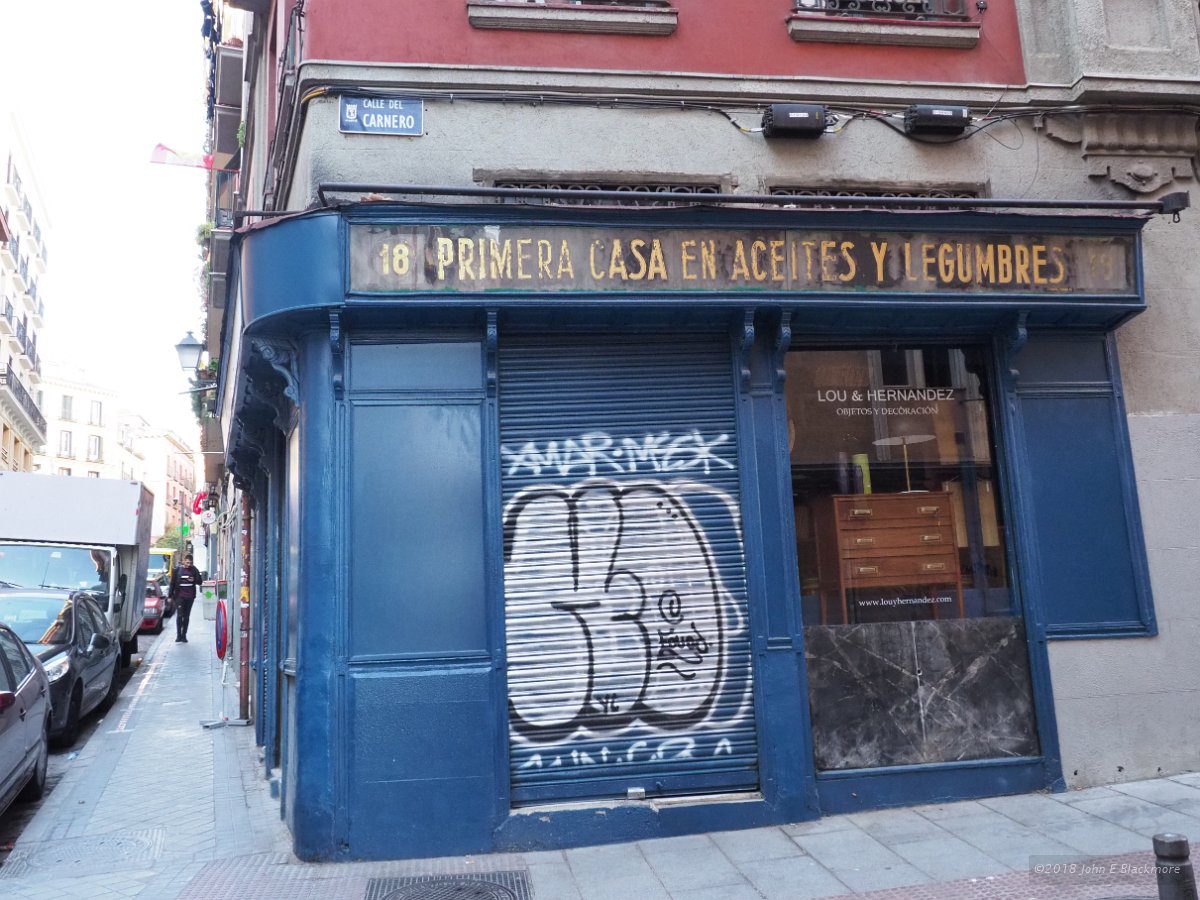 CALLE DEL
CARNERO
18 PRIMERA CASA EN ACEITES Y LEGUMBRES
LOU & HERNANDEZ
OBJETOS Y DECORACIÓN
www.louyhernandez.com
YC
©2018 John E Blackmore